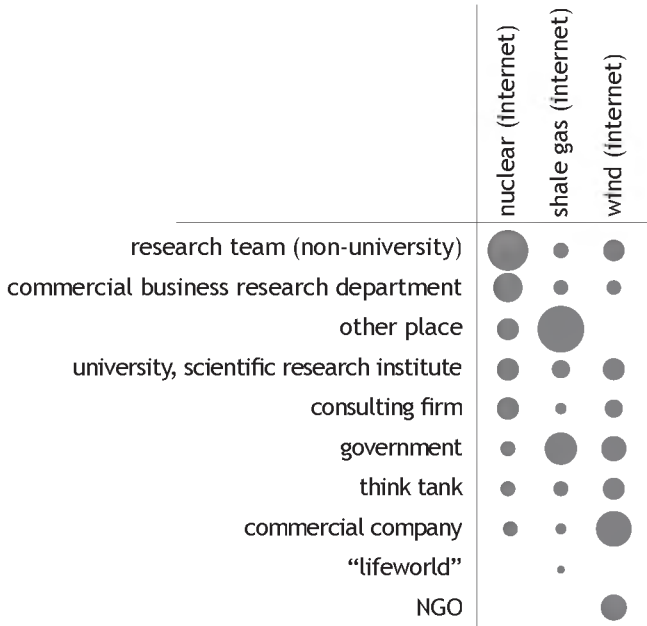 nuclear (internet)
shale gas (internet)
wind (internet)
research team (non-university)
commercial business research department
other place
university, scientific research institute
consulting firm
government
think tank
commercial company
“lifeworld”
NGO